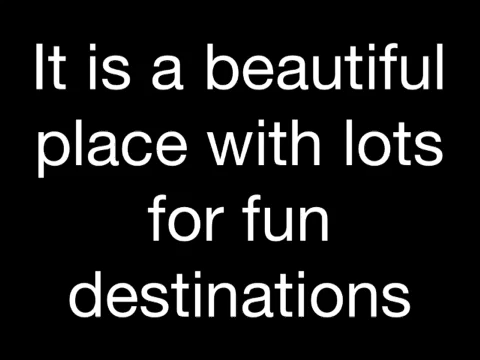 It is a beautiful
place with lots
for fun
destinations